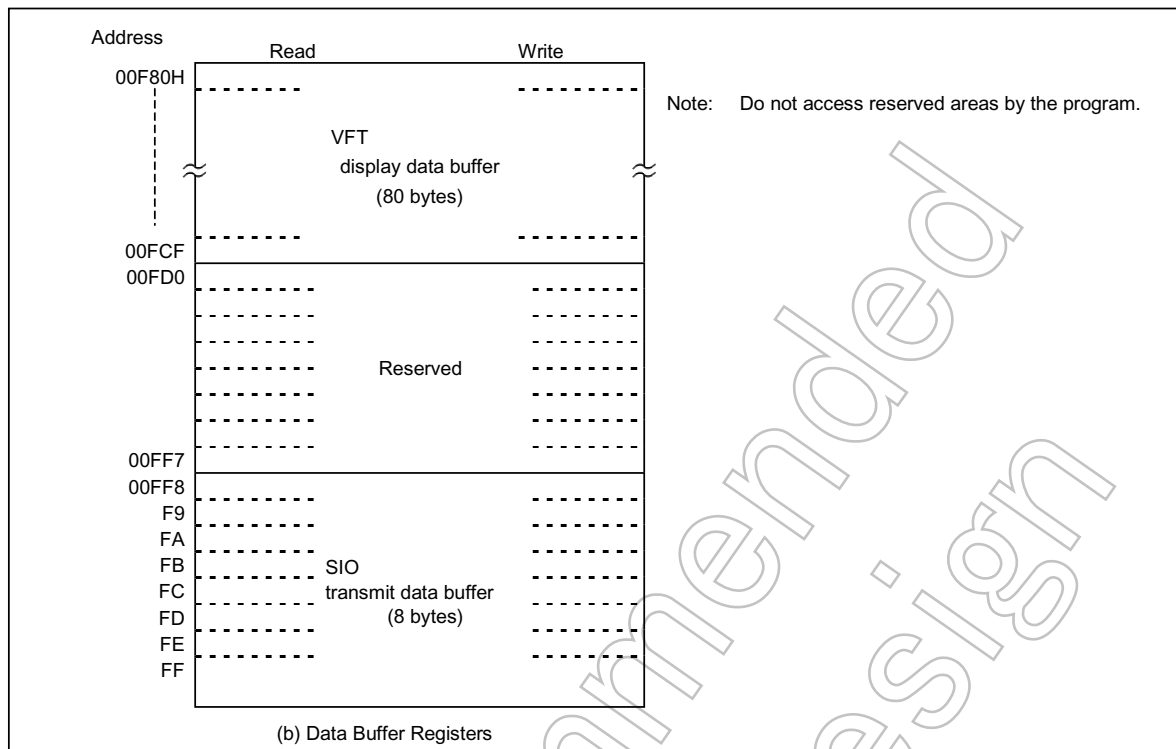 Address
Read Write
00F80H
Note: Do not access reserved areas by the program.
VFT
display data buffer
(80 bytes)
00FCF
00FD0
Reserved
00FF7
00FF8
F9
FA
FB
SIO
FC
transmit data buffer
FD
(8 bytes)
FE
FF
(b) Data Buffer Registers